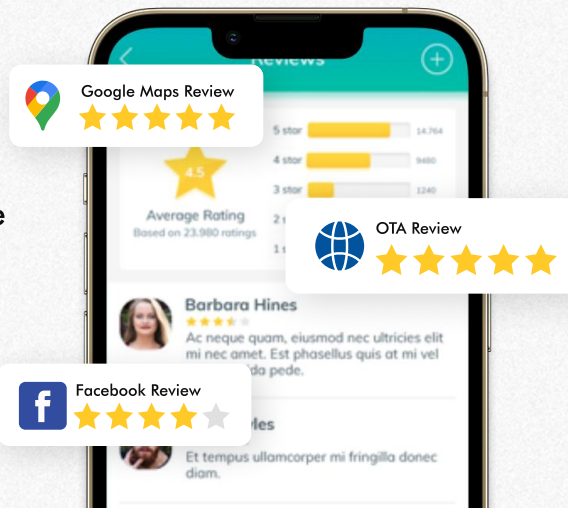 Reviews
Google Maps Review
5 star 14.764
4.5
4 star 9480
3 star 1240
Average Rating
Based on 23.980 ratings
OTA Review
Barbara Hines
Ac neque quam, eiusmod nec ultricies elit
mi nec amet. Est phasellus quis at mi vel
da pede.
Facebook Review
f
Et tempus ullamcorper mi fringilla donec
diam.